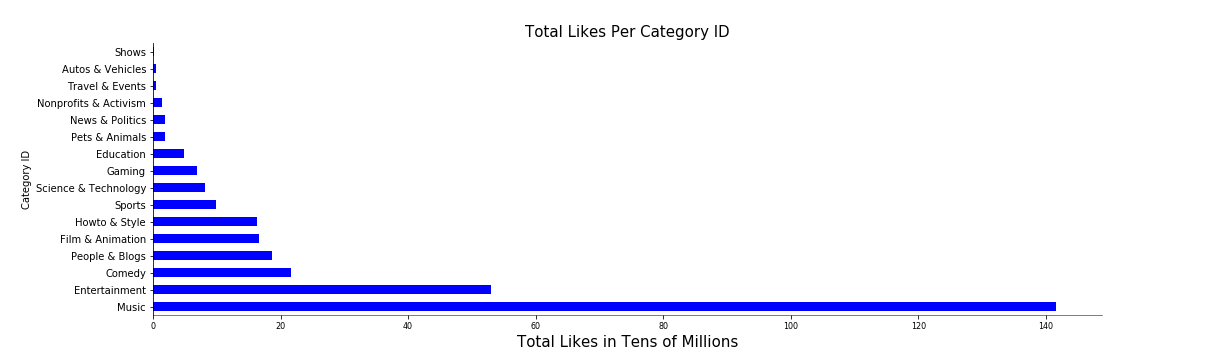 Total Likes Per Category ID
Category ID
Shows
Autos & Vehicles
Travel & Events
Nonprofits & Activism
News & Politics
Pets & Animals
Education
Gaming
Science & Technology
Sports
Howto & Style
Film & Animation
People & Blogs
Comedy
Entertainment
Music
0 20 40 60 80 100 120 140
Total Likes in Tens of Millions